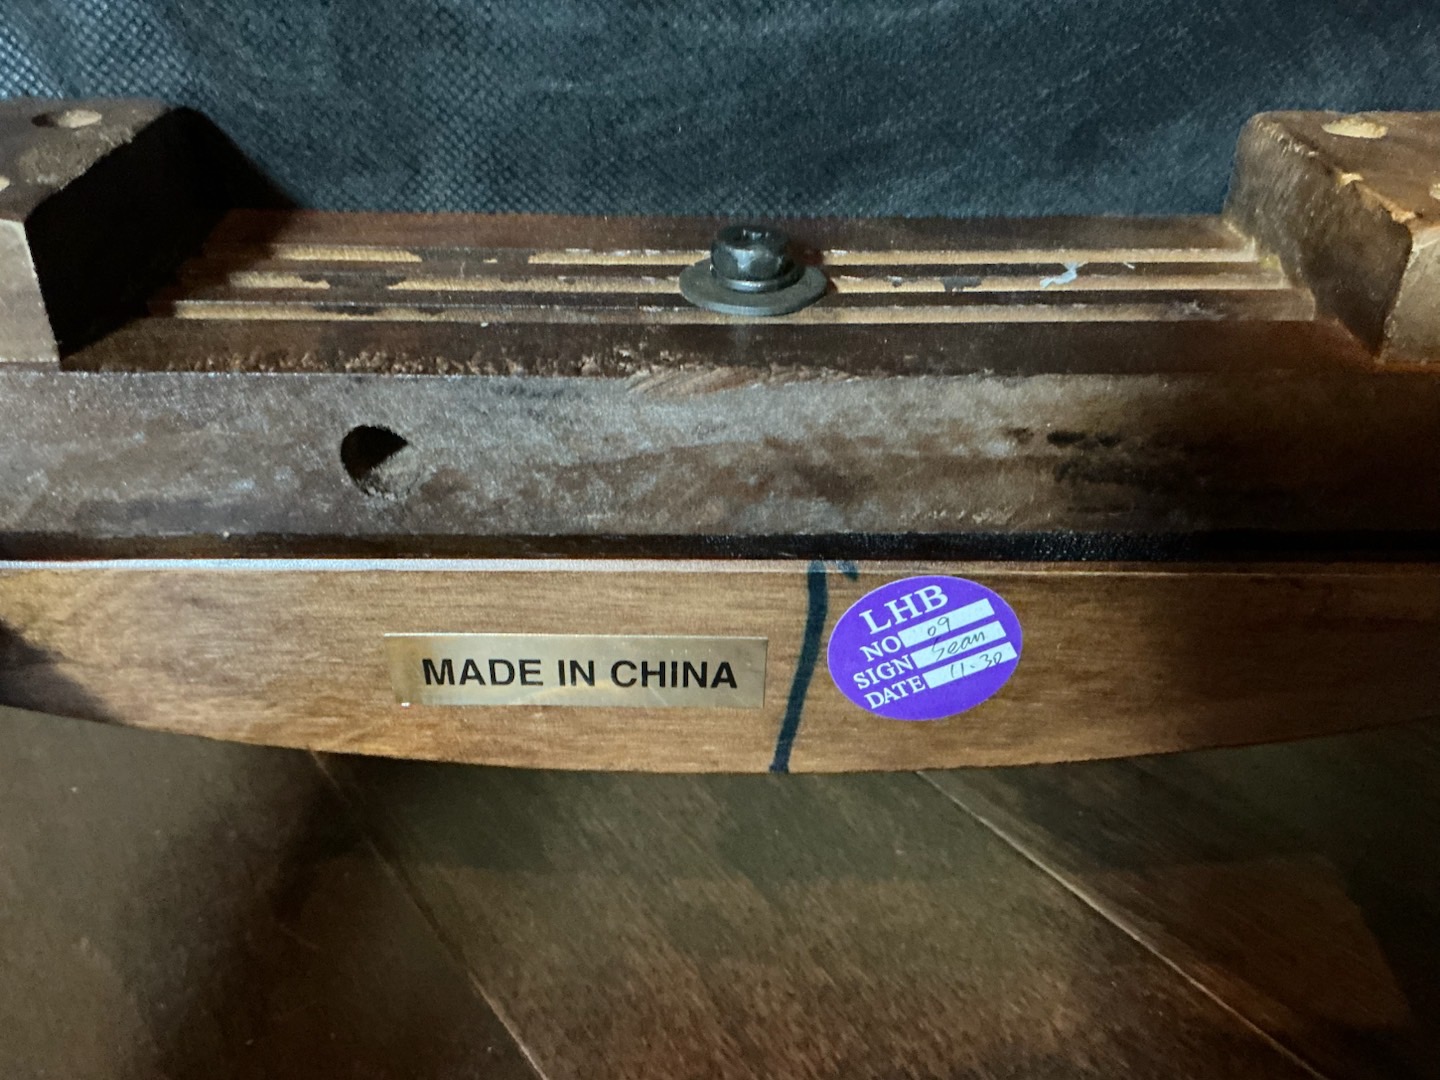 MADE IN CHINA
LHB
NO 09
SIGN Sean
DATE 11.30